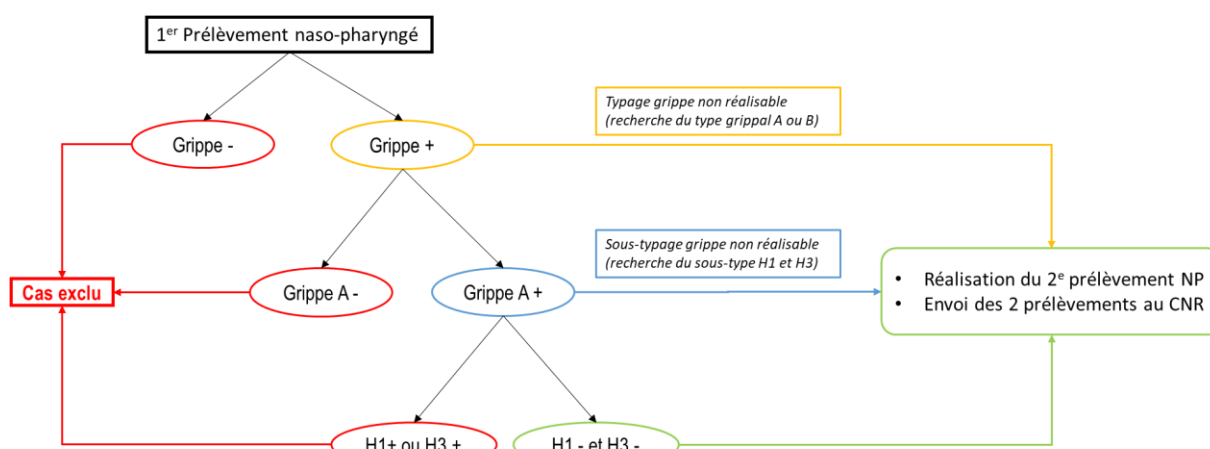 1er Prélèvement naso-pharyngé
Typage grippe non réalisable
(recherche du type grippal A ou B)
Grippe -
Grippe +
Sous-typage grippe non réalisable
(recherche du sous-type H1 et H3)
Cas exclu
Grippe A -
Grippe A +
• Réalisation du 2e prélèvement NP
• Envoi des 2 prélèvements au CNR
H1+ ou H3 +
H1 - et H3 -